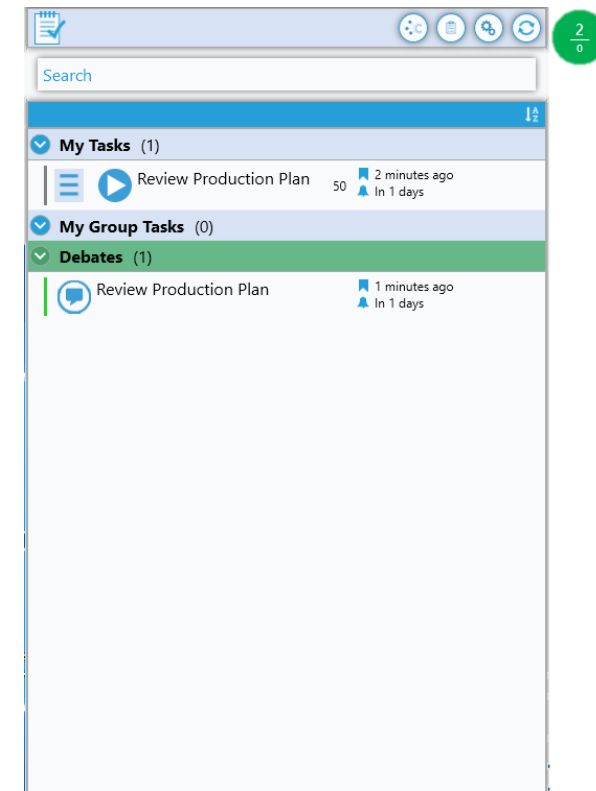 C
2
0
Search
A
Z
My Tasks (1)
Review Production Plan 50 2 minutes ago
In 1 days
My Group Tasks (0)
Debates (1)
Review Production Plan 1 minutes ago
In 1 days